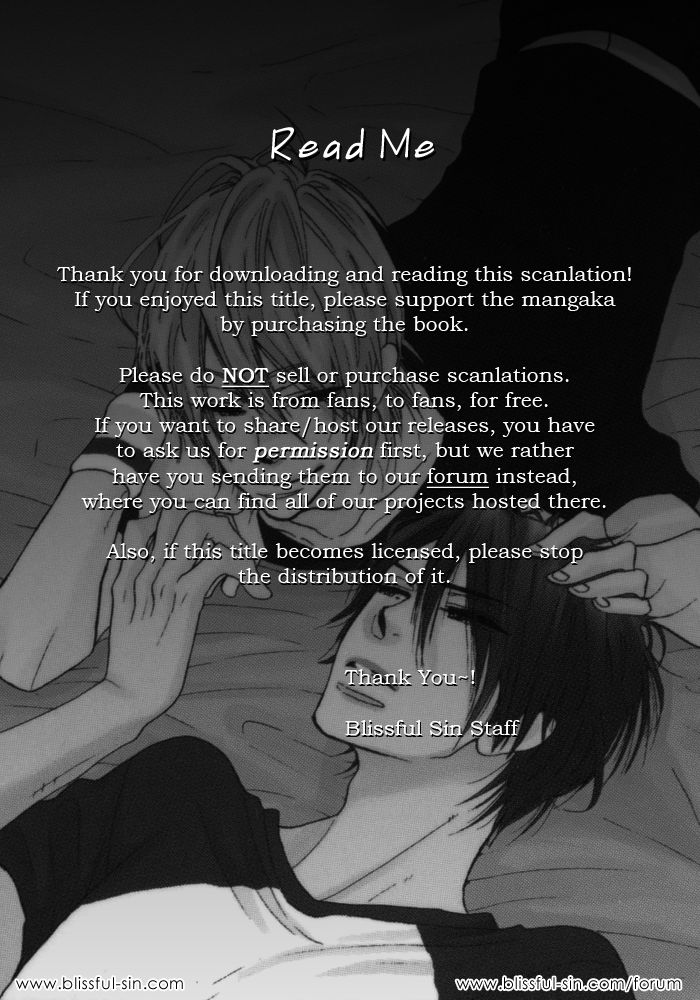 Read Me
Thank you for downloading and reading this scanlation!
If you enjoyed this title, please support the mangaka
by purchasing the book.
Please do NOT sell or purchase scanlations.
This work is from fans, to fans, for free.
If you want to share/host our releases, you have
to ask us for permission first, but we rather
have you sending them to our forum instead,
where you can find all of our projects hosted there.
Also, if this title becomes licensed, please stop
the distribution of it.
Thank You~!
Blissful Sin Staff
www.blissful-sin.com
www.blissful-sin.com/forum